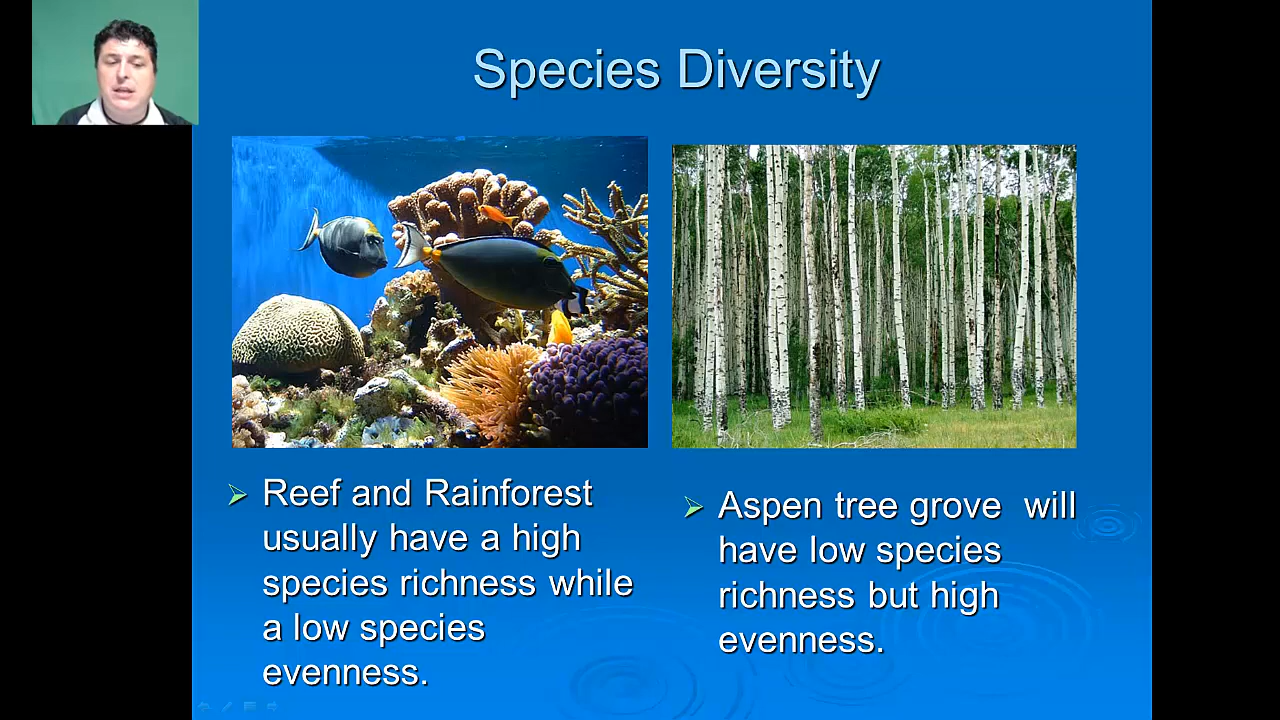 Species Diversity
Reef and Rainforest
usually have a high
species richness while
a low species
evenness.
Aspen tree grove will
have low species
richness but high
evenness.